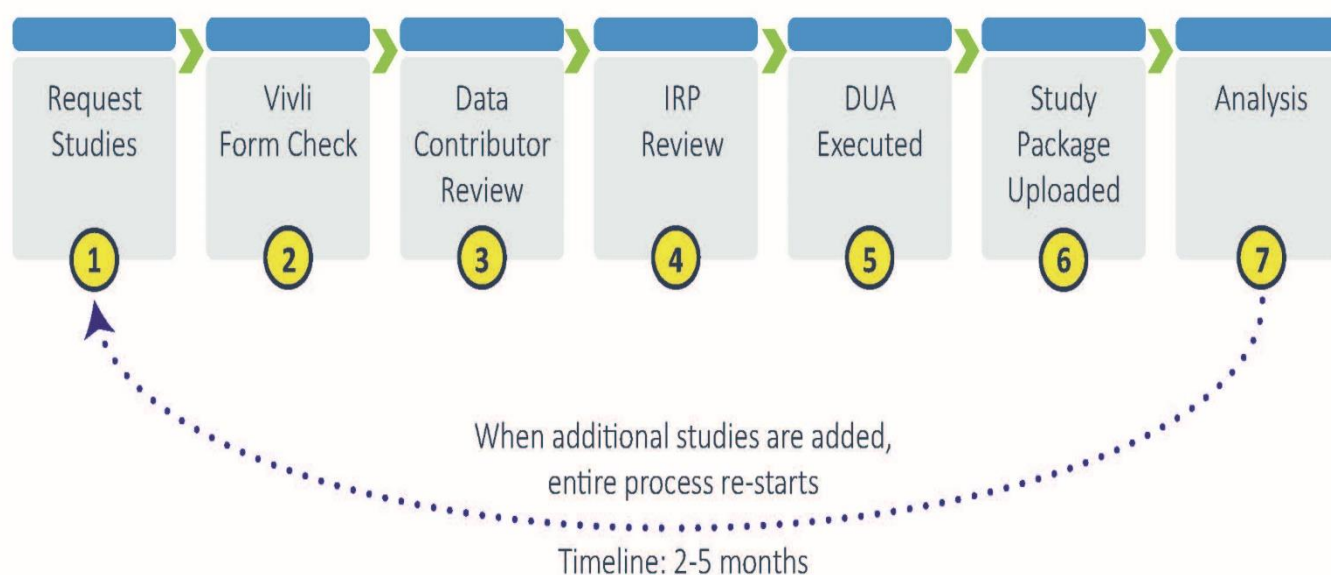 Request
Studies
1
Vivli
Form Check
2
Data
Contributor
Review
3
IRP
Review
4
DUA
Executed
5
Study
Package
Uploaded
6
Analysis
7
When additional studies are added,
entire process re-starts
Timeline: 2-5 months